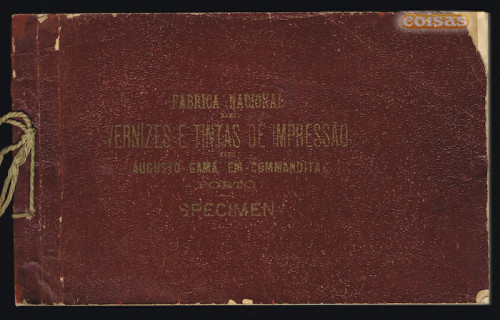 coisas
FABRICA NACIONAL
DE
VERNIZES E TINTAS DE IMPRESSÃO
DE
AUGUSTO GAMA EM COMMANDITA
PORTO
SPECIMEN